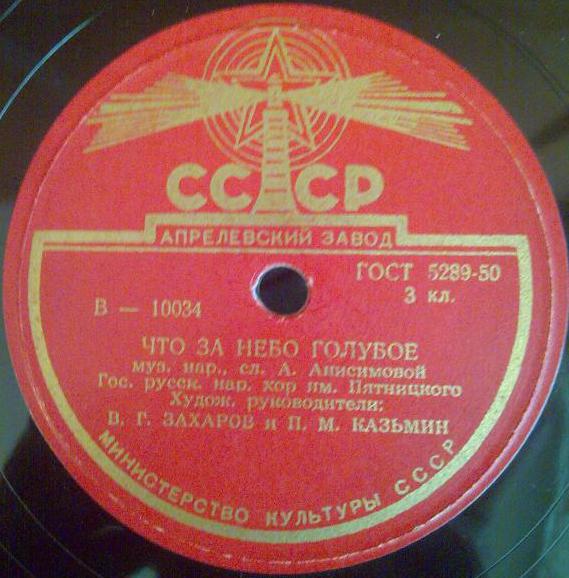 СССР
АПРЕЛЕВСКИЙ ЗАВОД
ГОСТ 5289-50
3 кл.
В — 10034
ЧТО ЗА НЕБО ГОЛУБОЕ
муз. нар., сл. А. Анисимовой
Гос. русск. нар. хор им. Пятницкого
Худож. руководители:
В. Г. ЗАХАРОВ и П. М. КАЗЬМИН
МИНИСТЕРСТВО КУЛЬТУРЫ СССР